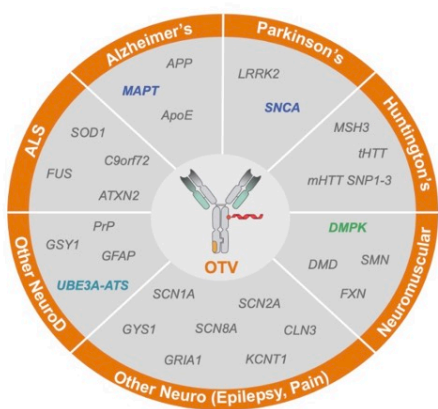 Alzheimer's
APP
MAPT
ApoE
Parkinson's
LRRK2
SNCA
Huntington's
MSH3
tHTT
mHTT SNP1-3
Neuromuscular
DMPK
DMD
SMN
FXN
Other Neuro (Epilepsy, Pain)
SCN1A
SCN2A
GYS1
SCN8A
CLN3
GRIA1
KCNT1
Other NeuroD
PrP
GSY1
GFAP
UBE3A-ATS
ALS
SOD1
C9orf72
FUS
ATXN2
OTV